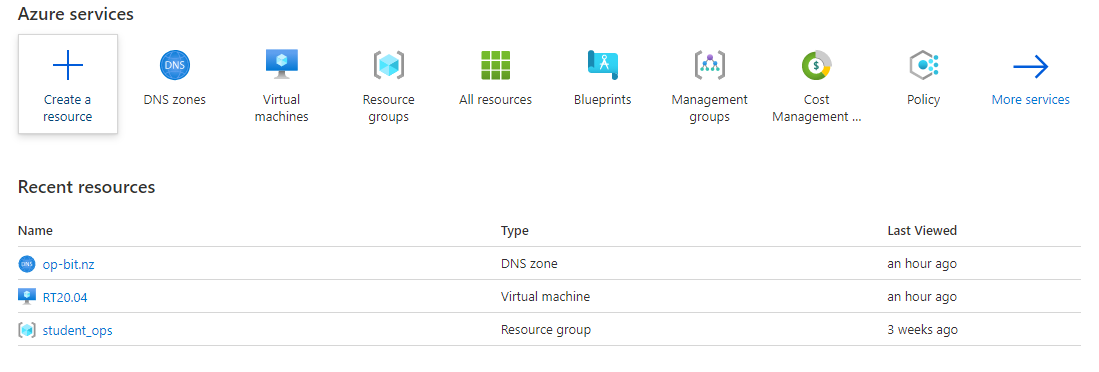 Azure services
DNS
Create a resource
DNS zones
Virtual machines
Resource groups
All resources
Blueprints
Management groups
$
Cost Management ...
Policy
More services
Recent resources
Name Type Last Viewed
DNS op-bit.nz DNS zone an hour ago
RT20.04 Virtual machine an hour ago
student_ops Resource group 3 weeks ago